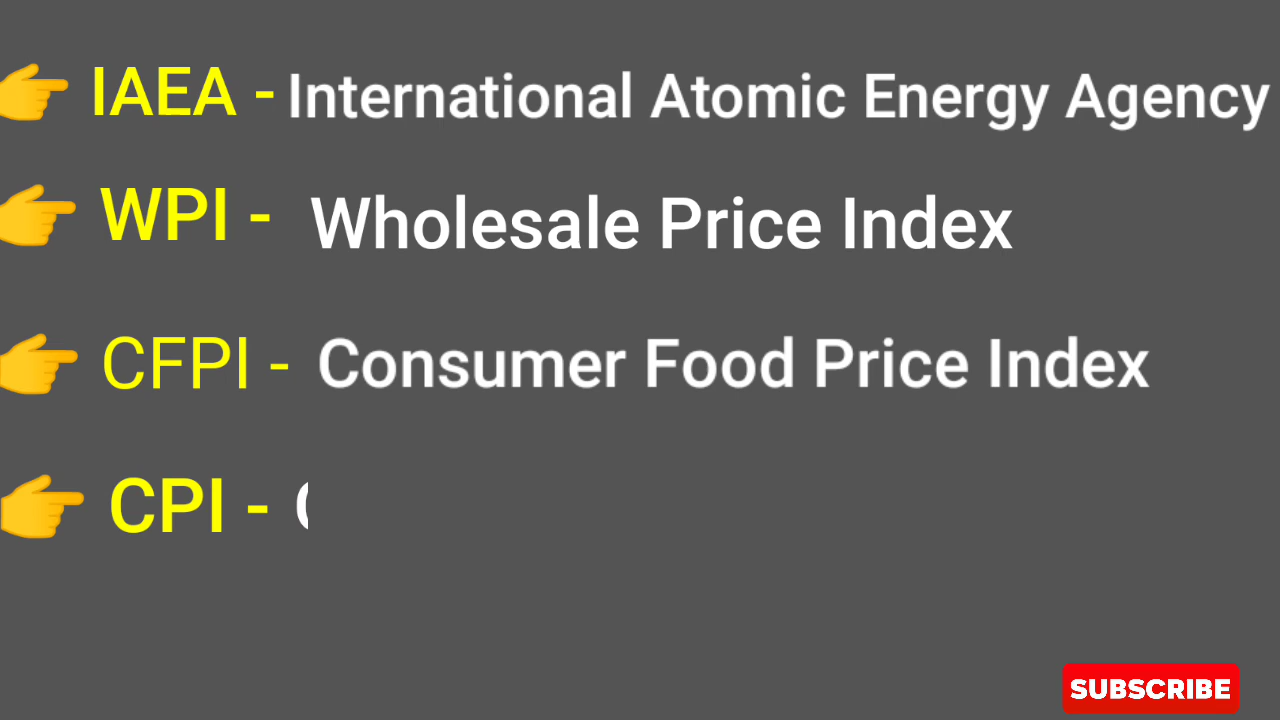 👉 IAEA - International Atomic Energy Agency
👉 WPI - Wholesale Price Index
👉 CFPI - Consumer Food Price Index
👉 CPI -
SUBSCRIBE